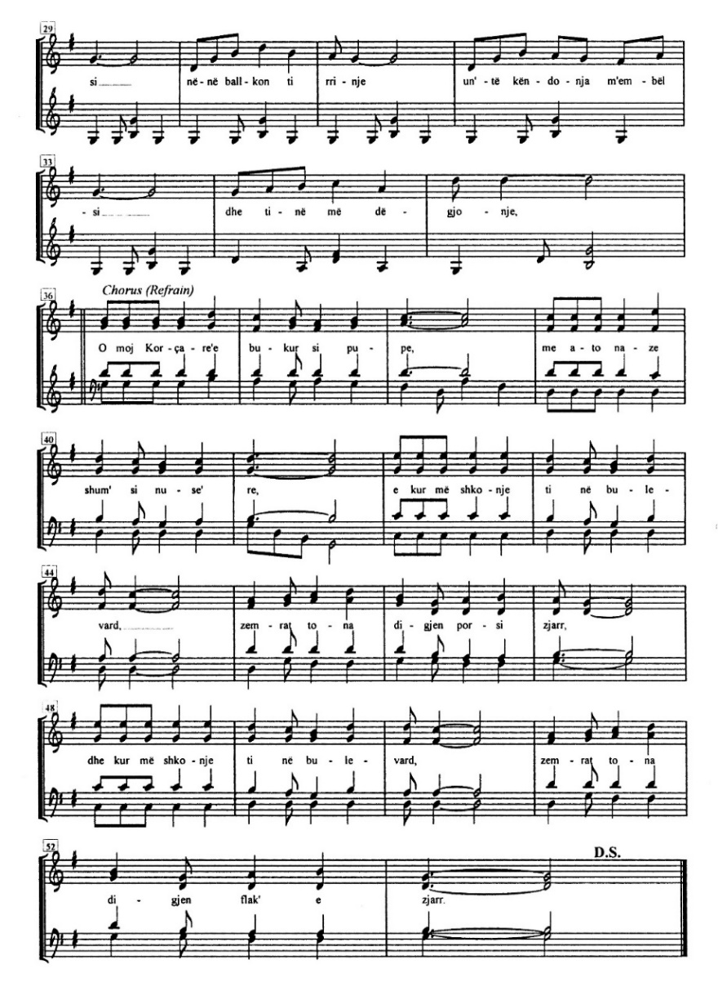 29
si në - në ball - kon ti rri - nje un'- të kën - do - nja m'em - bël
33
- si dhe ti - në më dë - gjo - nje,
36
Chorus (Refrain)
O moj Kor - ça - re'e bu - kur si pu - pe, me a - to na - ze
40
shum' si nu - se' re, e kur më shko - nje ti në bu - le -
44
vard, zem - rat to - na di - gjen por - si zjarr,
48
dhe kur më shko - nje ti në bu - le - vard, zem - rat to - na
52
D.S.
di - gjen flak' e zjarr.